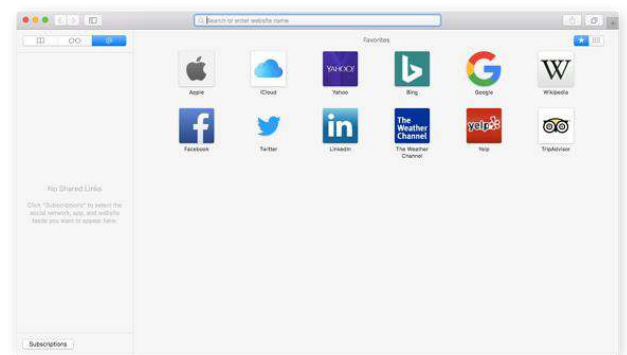 Search or enter website name
Favorites
YAHOO!
W
The
Weather
Channel
yelp
in
Apple
iCloud
Yahoo
Bing
Google
Wikipedia
Facebook
Twitter
LinkedIn
The Weather
Channel
Yelp
TripAdvisor
No Shared Links
Click "Subscriptions" to select the
social network, app, and website
feeds you want to appear here.
Subscriptions